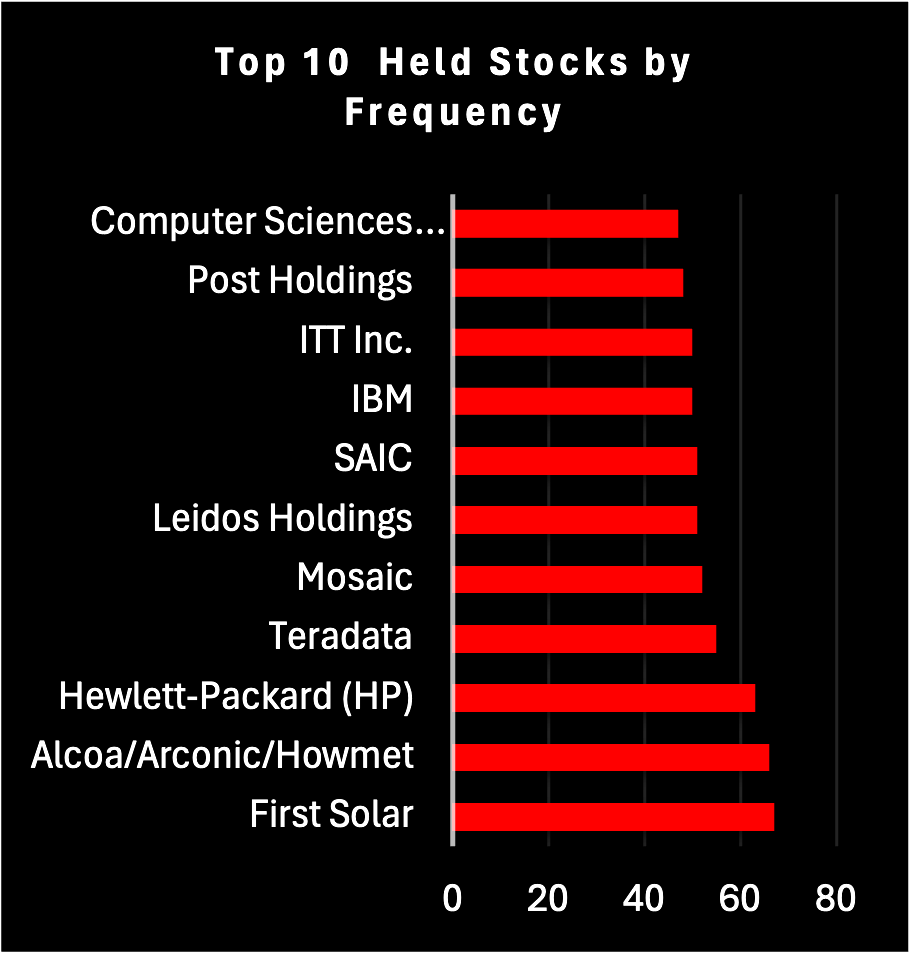 Top 10 Held Stocks by
Frequency
Computer Sciences...
Post Holdings
ITT Inc.
IBM
SAIC
Leidos Holdings
Mosaic
Teradata
Hewlett-Packard (HP)
Alcoa/Arconic/Howmet
First Solar
0 20 40 60 80